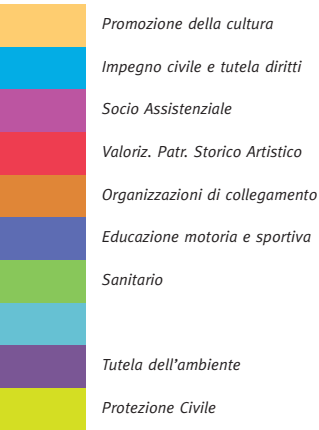 Promozione della cultura
Impegno civile e tutela diritti
Socio Assistenziale
Valoriz. Patr. Storico Artistico
Organizzazioni di collegamento
Educazione motoria e sportiva
Sanitario
Tutela dell'ambiente
Protezione Civile